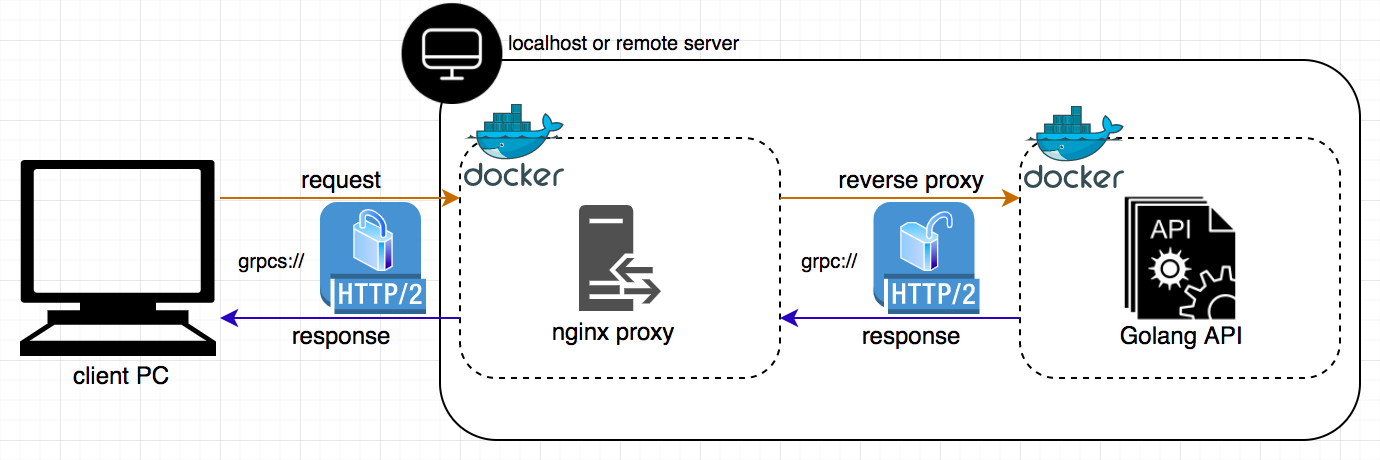 localhost or remote server
docker
docker
request
reverse proxy
API
grpcs://
grpc://
HTTP/2
HTTP/2
response
nginx proxy
response
Golang API
client PC